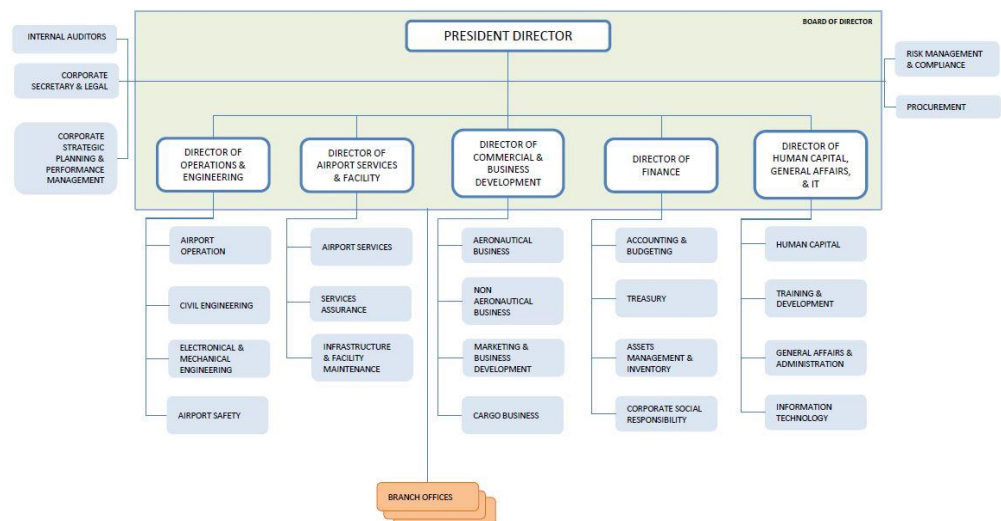 BOARD OF DIRECTOR
PRESIDENT DIRECTOR
INTERNAL AUDITORS
CORPORATE
SECRETARY & LEGAL
CORPORATE
STRATEGIC
PLANNING &
PERFORMANCE
MANAGEMENT
RISK MANAGEMENT
& COMPLIANCE
PROCUREMENT
DIRECTOR OF
OPERATIONS &
ENGINEERING
DIRECTOR OF
AIRPORT SERVICES
& FACILITY
DIRECTOR OF
COMMERCIAL &
BUSINESS
DEVELOPMENT
DIRECTOR OF
FINANCE
DIRECTOR OF
HUMAN CAPITAL,
GENERAL AFFAIRS,
& IT
AIRPORT
OPERATION
CIVIL ENGINEERING
ELECTRONICAL &
MECHANICAL
ENGINEERING
AIRPORT SAFETY
AIRPORT SERVICES
SERVICES
ASSURANCE
INFRASTRUCTURE
& FACILITY
MAINTENANCE
AERONAUTICAL
BUSINESS
NON
AERONAUTICAL
BUSINESS
MARKETING &
BUSINESS
DEVELOPMENT
CARGO BUSINESS
ACCOUNTING &
BUDGETING
TREASURY
ASSETS
MANAGEMENT &
INVENTORY
CORPORATE SOCIAL
RESPONSIBILITY
HUMAN CAPITAL
TRAINING &
DEVELOPMENT
GENERAL AFFAIRS &
ADMINISTRATION
INFORMATION
TECHNOLOGY
BRANCH OFFICES